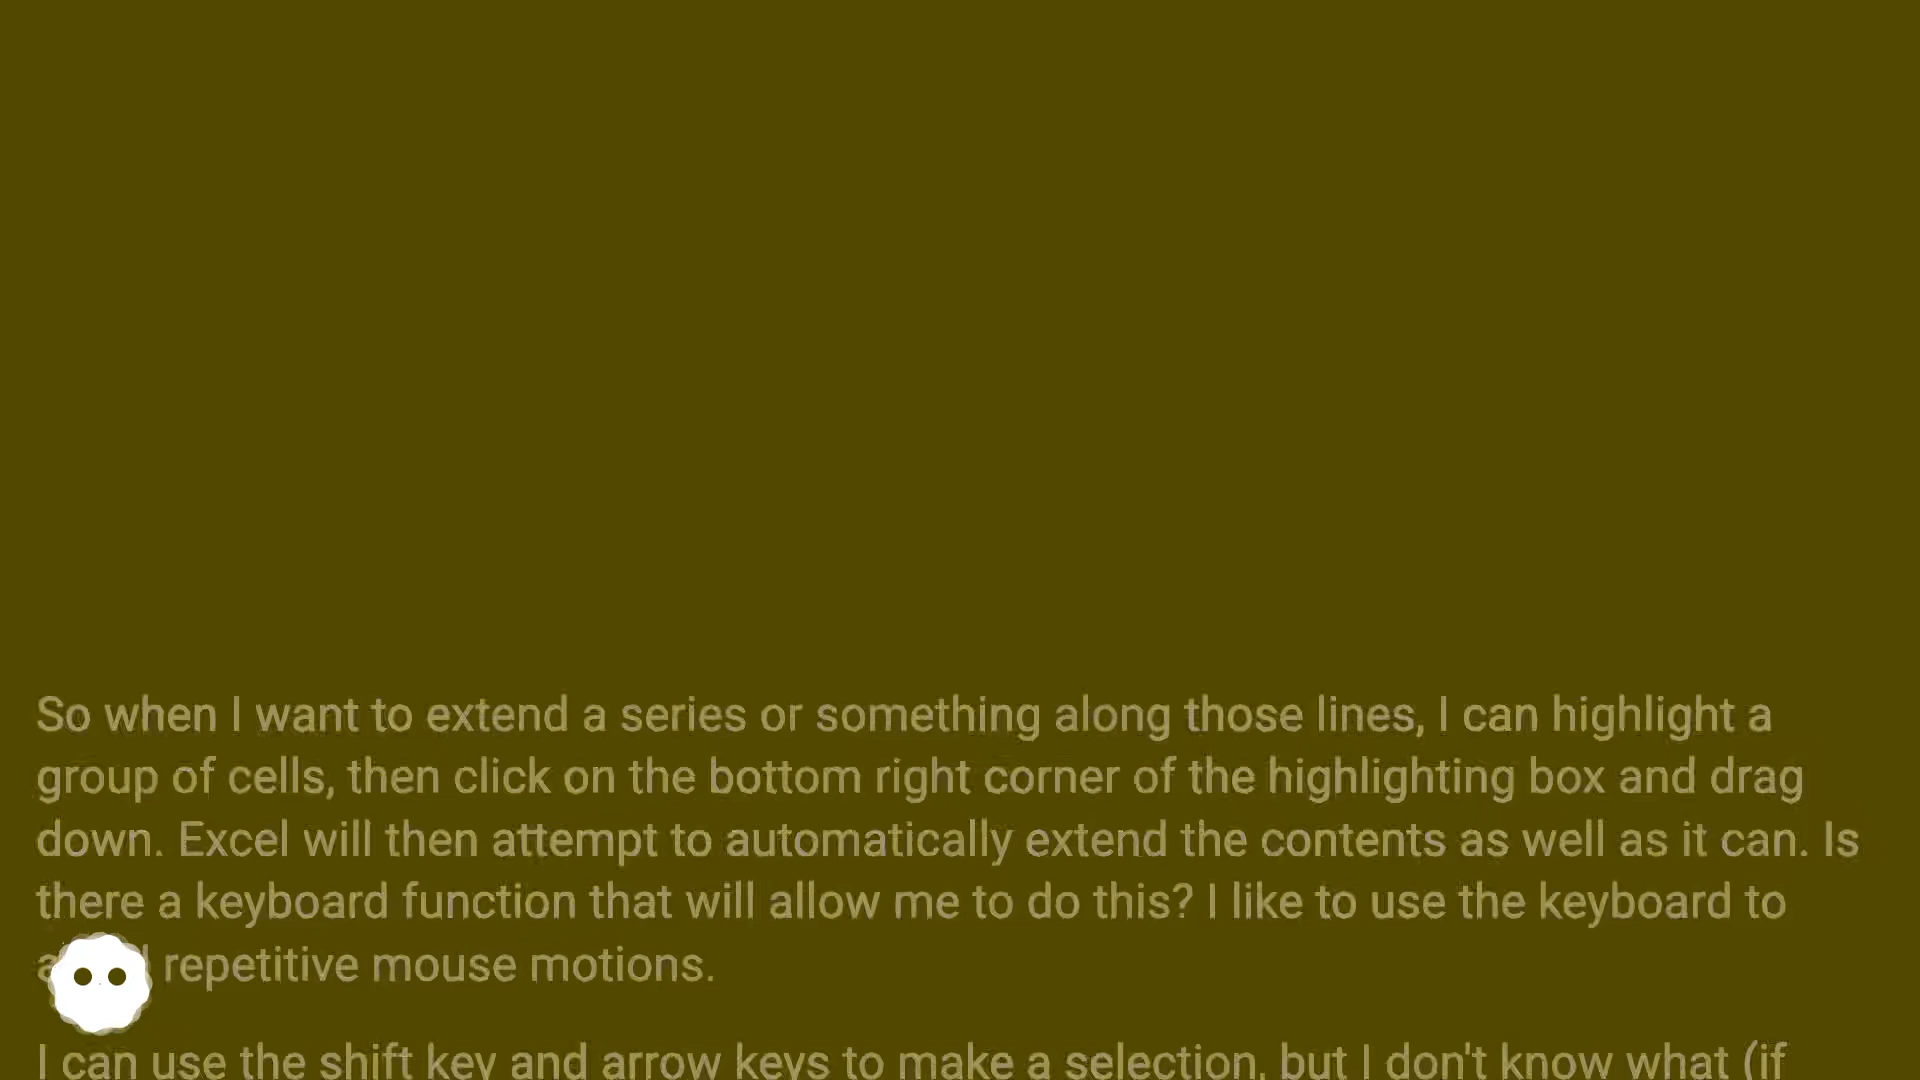 So when I want to extend a series or something along those lines, I can highlight a
group of cells, then click on the bottom right corner of the highlighting box and drag
down. Excel will then attempt to automatically extend the contents as well as it can. Is
there a keyboard function that will allow me to do this? I like to use the keyboard to
repetitive mouse motions.
I can use the shift key and arrow keys to make a selection, but I don't know what (if